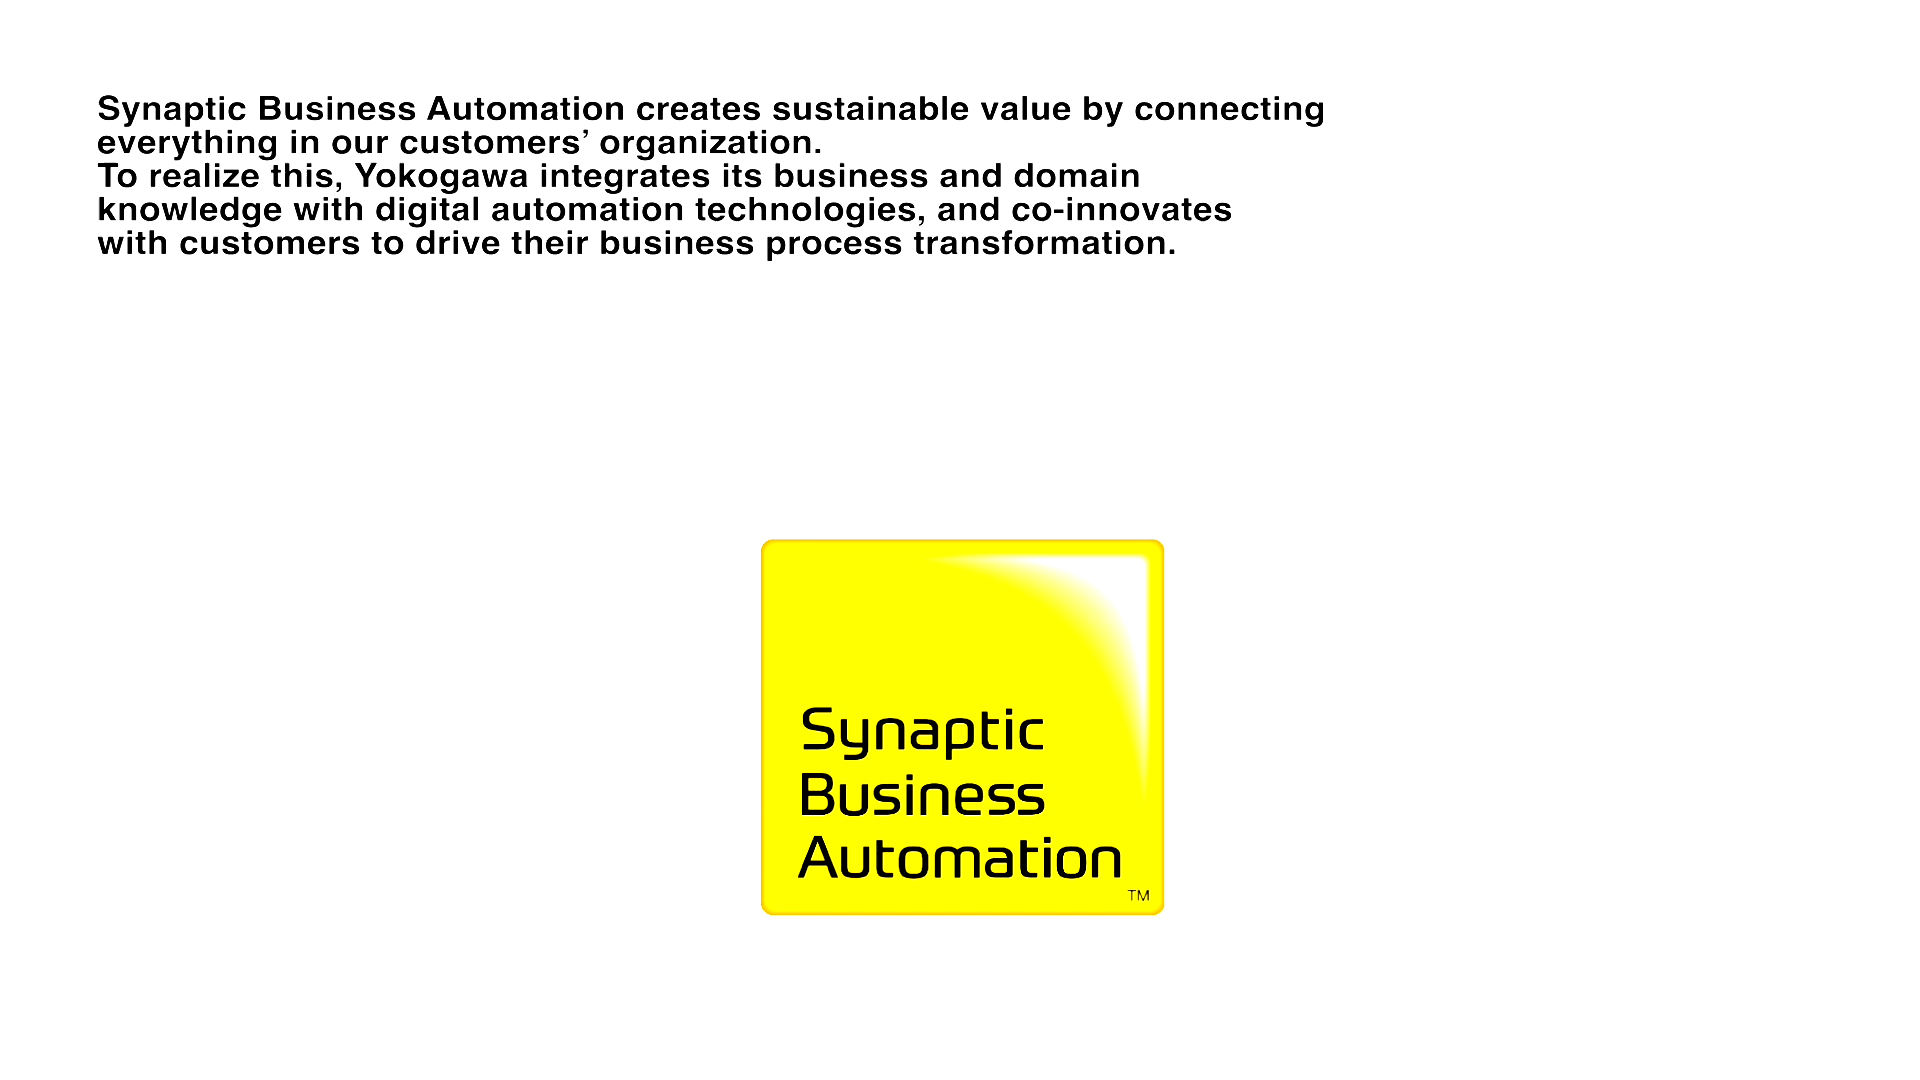 Synaptic Business Automation creates sustainable value by connecting
everything in our customers’ organization.
To realize this, Yokogawa integrates its business and domain
knowledge with digital automation technologies, and co-innovates
with customers to drive their business process transformation.
Synaptic
Business
Automation
TM